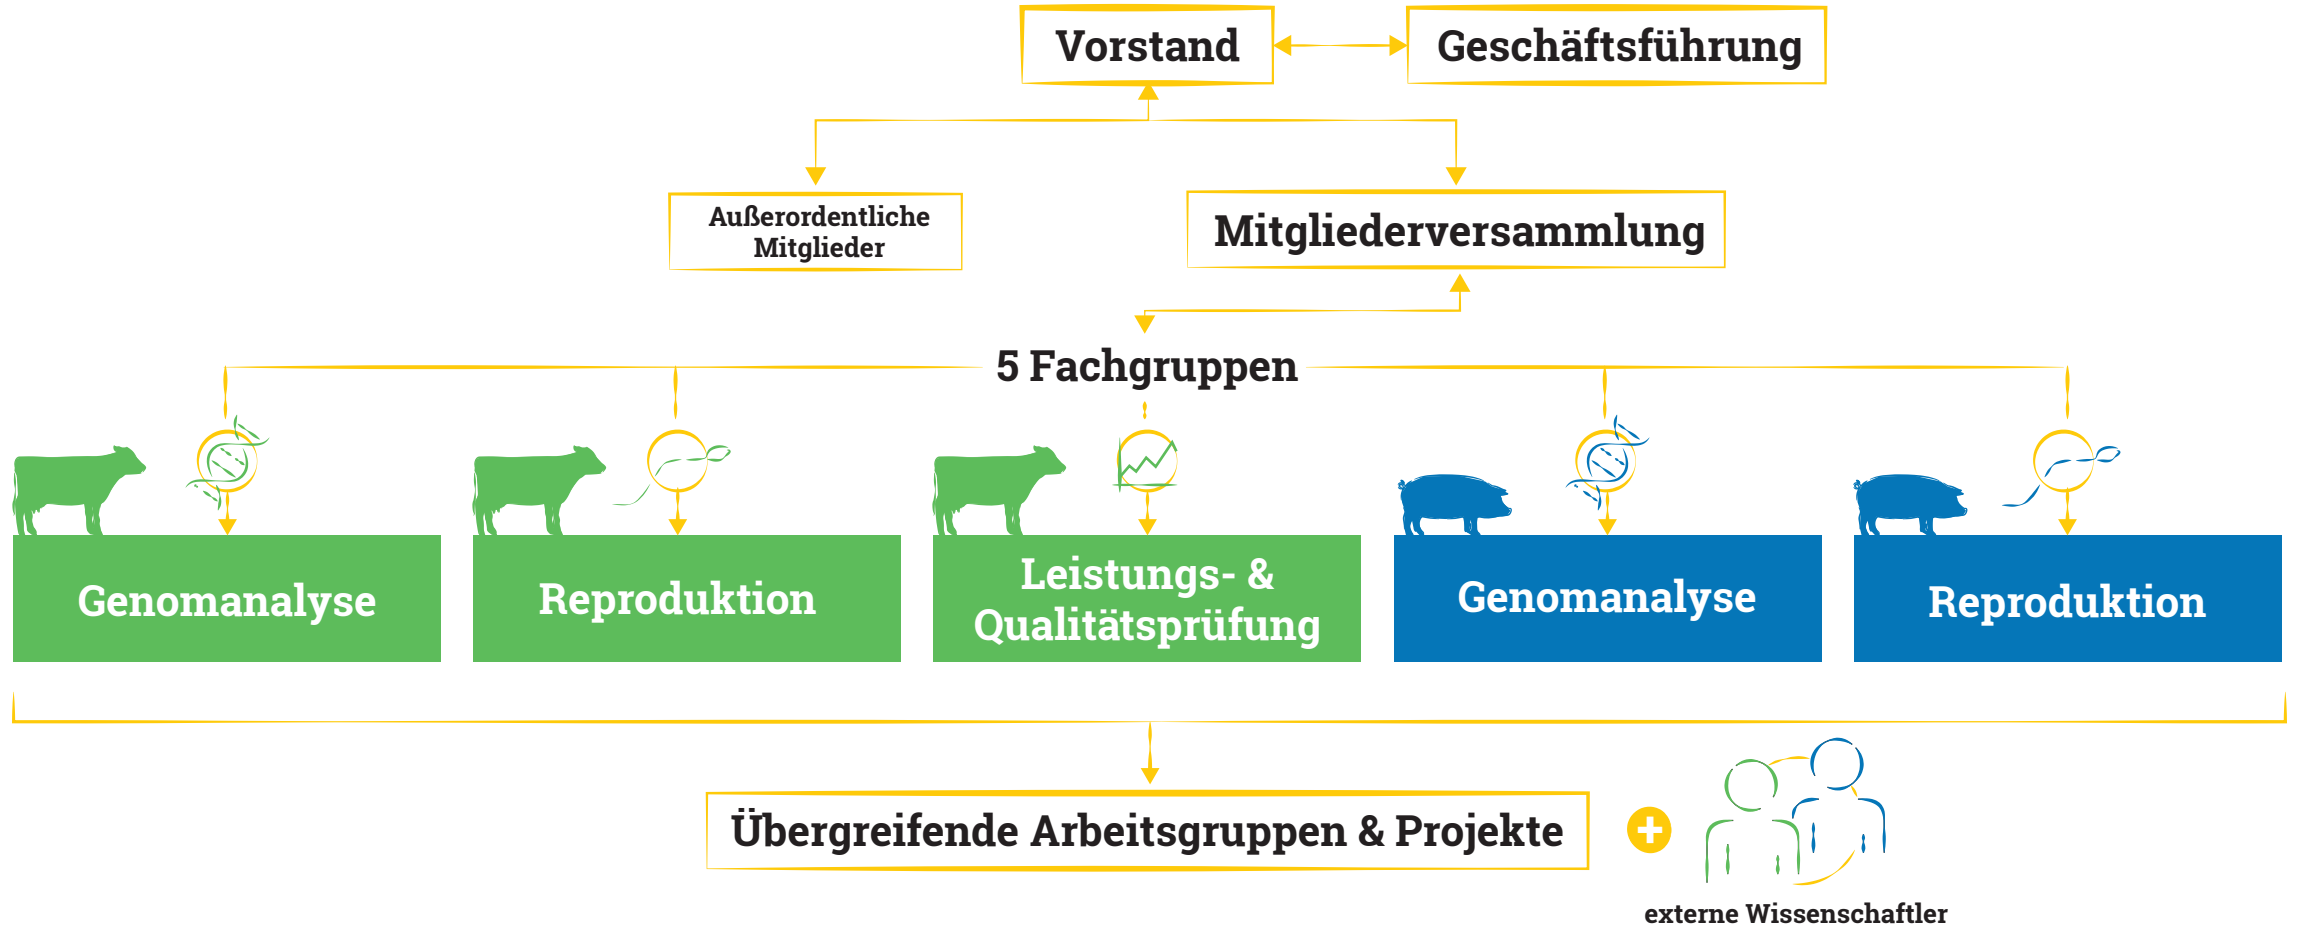 Vorstand
Geschäftsführung
Außerordentliche
Mitglieder
Mitgliederversammlung
5 Fachgruppen
Genomanalyse
Reproduktion
Leistungs- &
Qualitätsprüfung
Genomanalyse
Reproduktion
Übergreifende Arbeitsgruppen & Projekte
externe Wissenschaftler